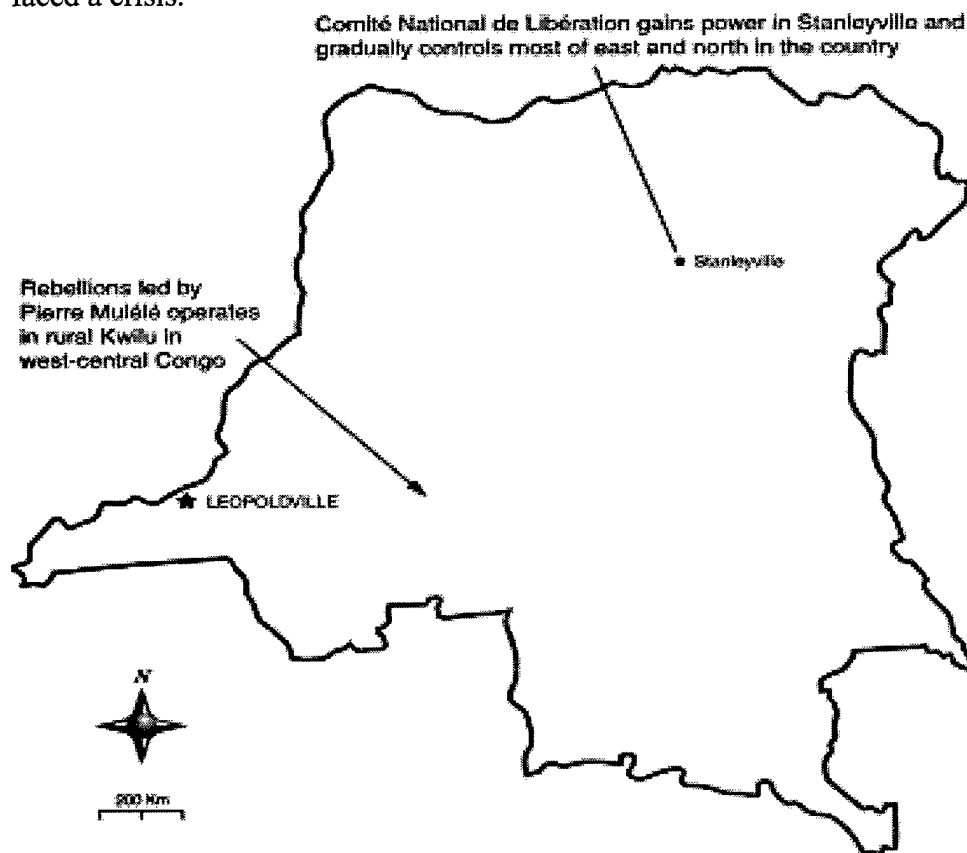 faced a crisis.
Comité National de Libération gains power in Stanleyville and
gradually controls most of east and north in the country
Stanleyville
Rebellions led by
Pierre Mulélé operates
in rural Kwilu in
west-central Congo
LEOPOLDVILLE
N
200 Km